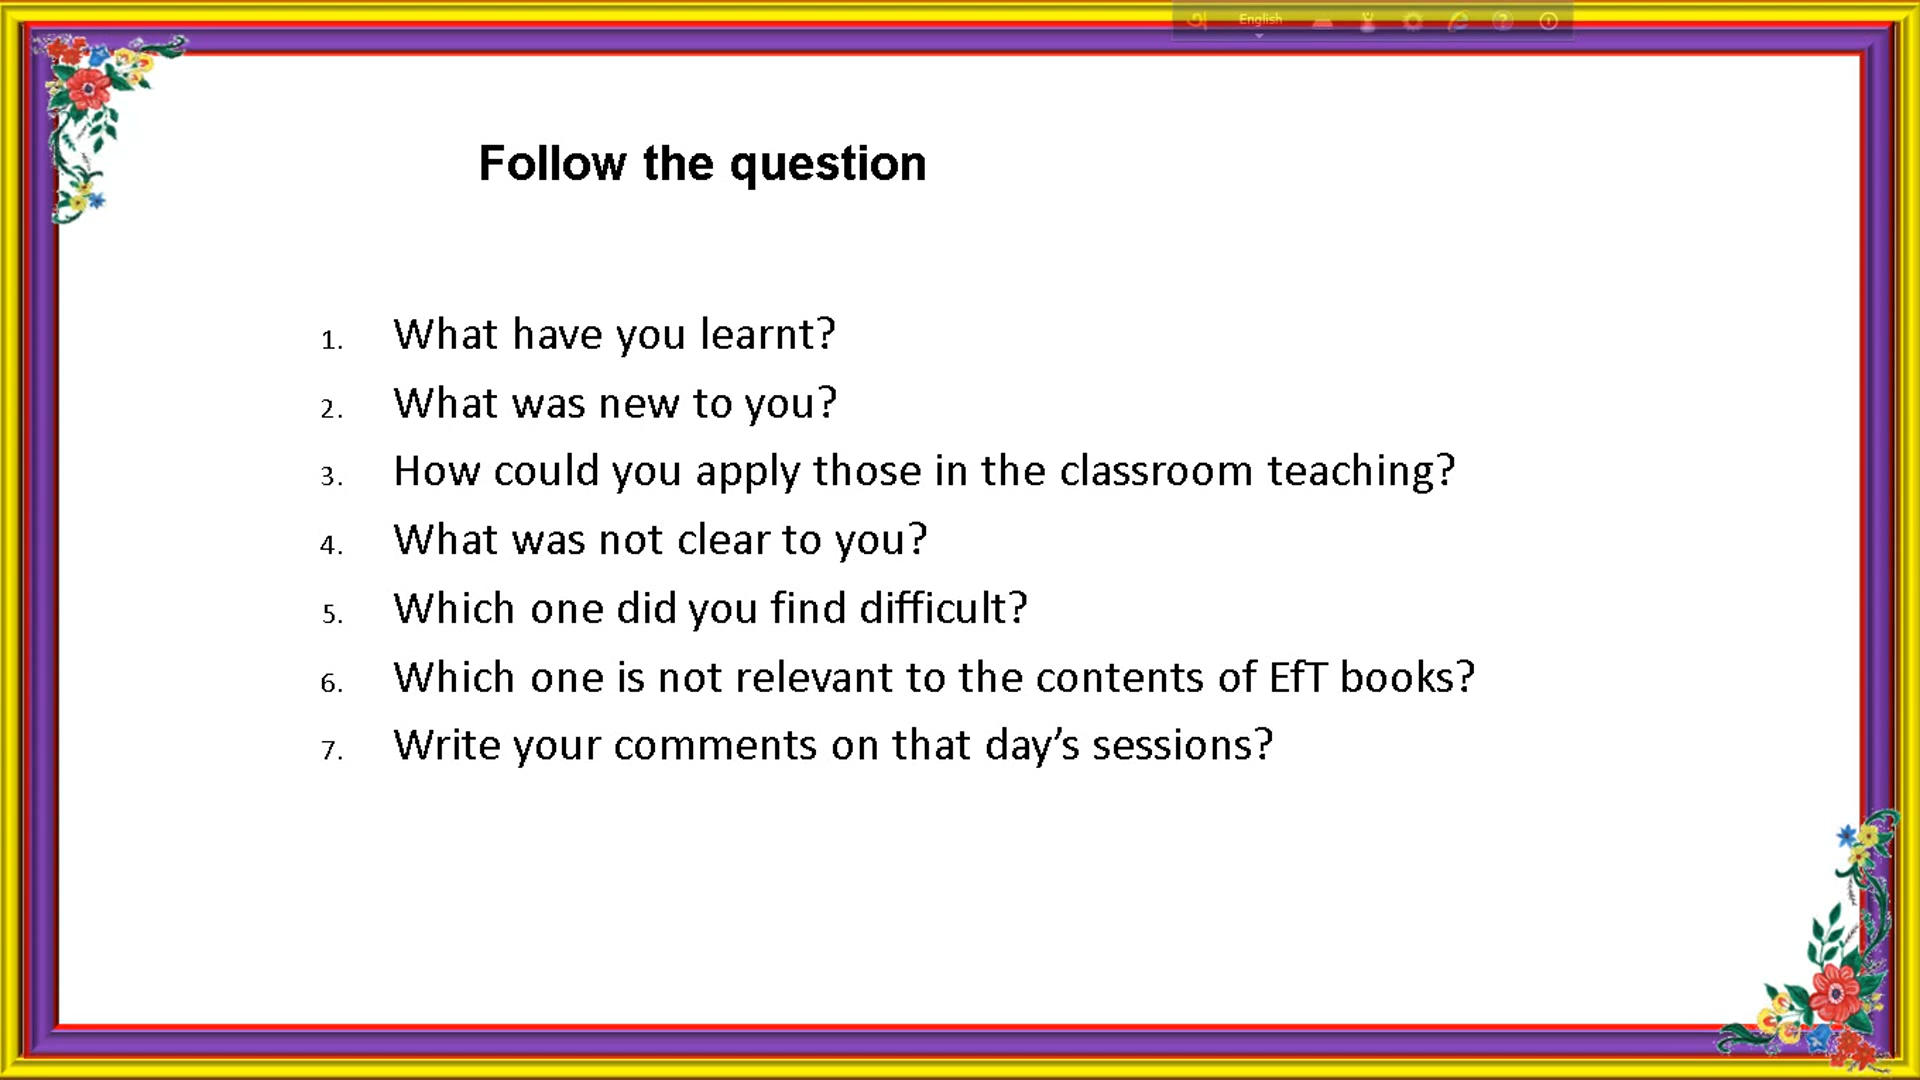 English
Follow the question
1. What have you learnt?
2. What was new to you?
3. How could you apply those in the classroom teaching?
4. What was not clear to you?
5. Which one did you find difficult?
6. Which one is not relevant to the contents of EfT books?
7. Write your comments on that day’s sessions?